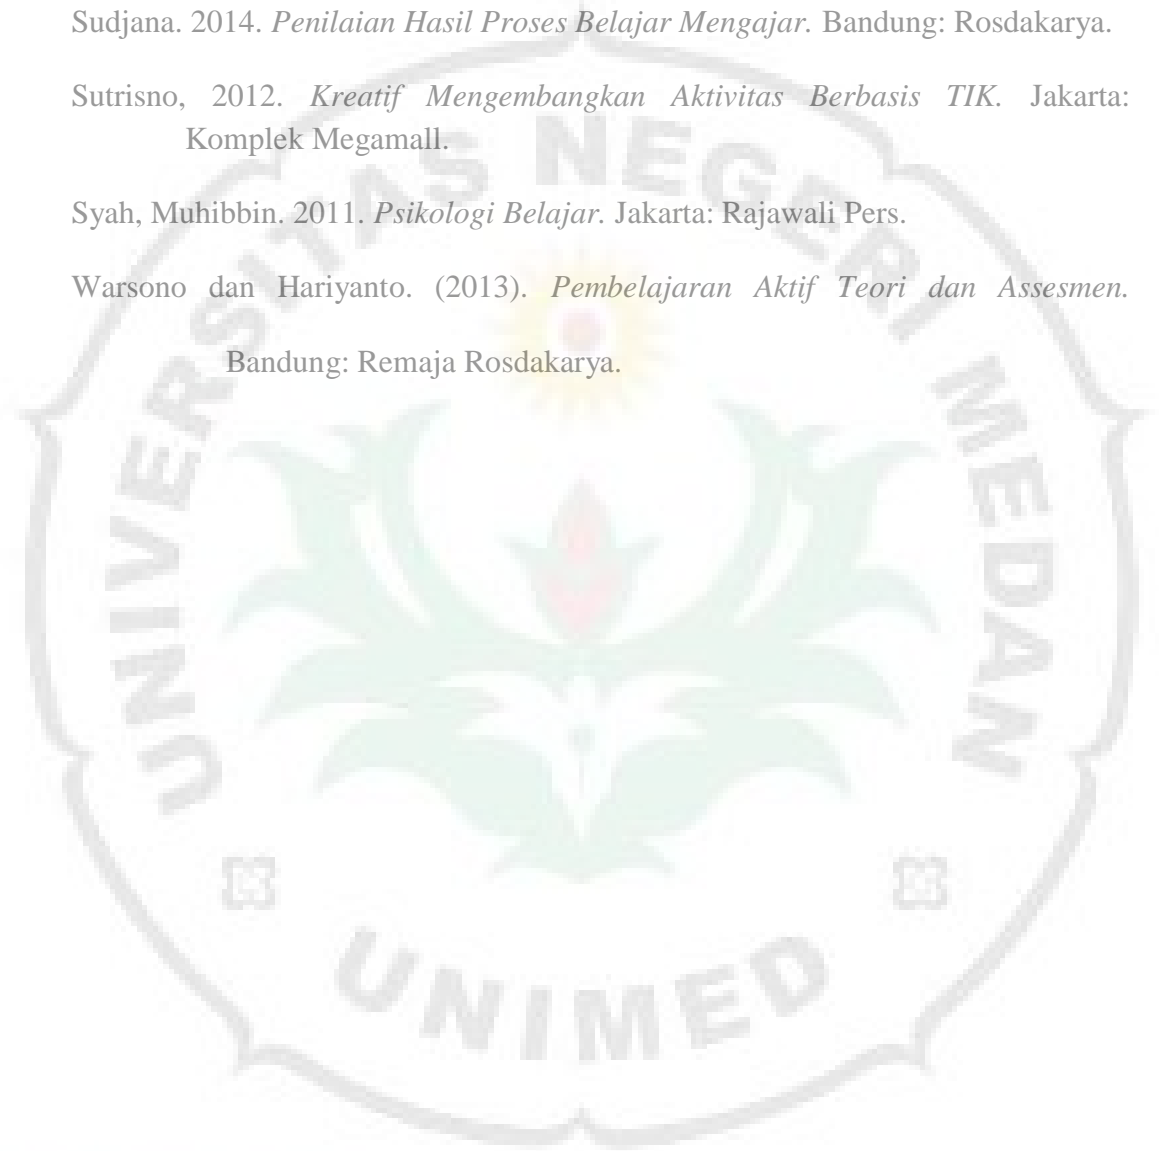 Sudjana. 2014. Penilaian Hasil Proses Belajar Mengajar. Bandung: Rosdakarya.
Sutrisno, 2012. Kreatif Mengembangkan Aktivitas Berbasis TIK. Jakarta:
Komplek Megamall.
Syah, Muhibbin. 2011. Psikologi Belajar. Jakarta: Rajawali Pers.
Warsono dan Hariyanto. (2013). Pembelajaran Aktif Teori dan Assesmen.
Bandung: Remaja Rosdakarya.
UNIVERSITAS NEGERI MEDAN
UNIMED